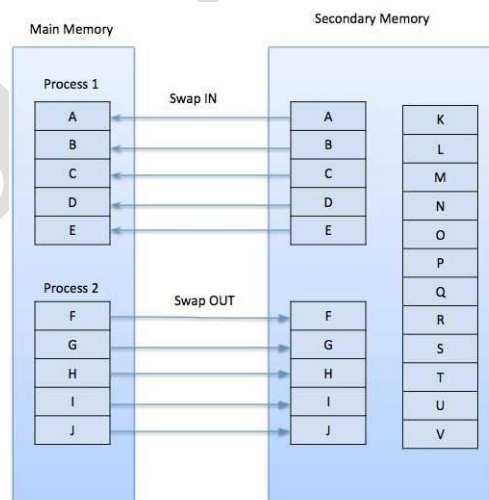 Main Memory
Secondary Memory
Process 1
Swap IN
A
B
C
D
E
A
B
C
D
E
Process 2
Swap OUT
F
G
H
I
J
F
G
H
I
J
K
L
M
N
O
P
Q
R
S
T
U
V